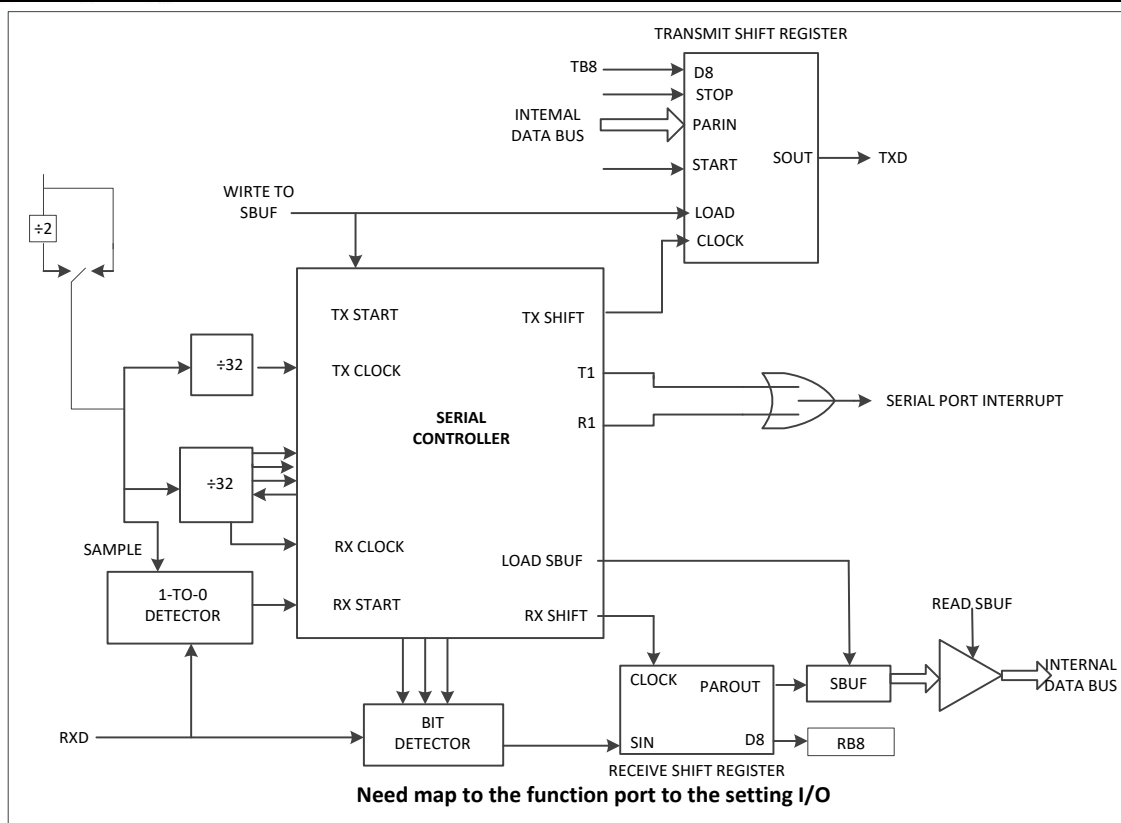 TRANSMIT SHIFT REGISTER
TB8
D8
STOP
INTEMAL
DATA BUS
PARIN
START
SOUT
TXD
WIRTE TO
SBUF
LOAD
CLOCK
÷2
TX START
TX SHIFT
÷32
TX CLOCK
T1
SERIAL
CONTROLLER
R1
SERIAL PORT INTERRUPT
÷32
SAMPLE
RX CLOCK
LOAD SBUF
1-TO-0
DETECTOR
RX START
RX SHIFT
READ SBUF
CLOCK
PAROUT
SBUF
INTERNAL
DATA BUS
RXD
BIT
DETECTOR
SIN
D8
RB8
RECEIVE SHIFT REGISTER
Need map to the function port to the setting I/O